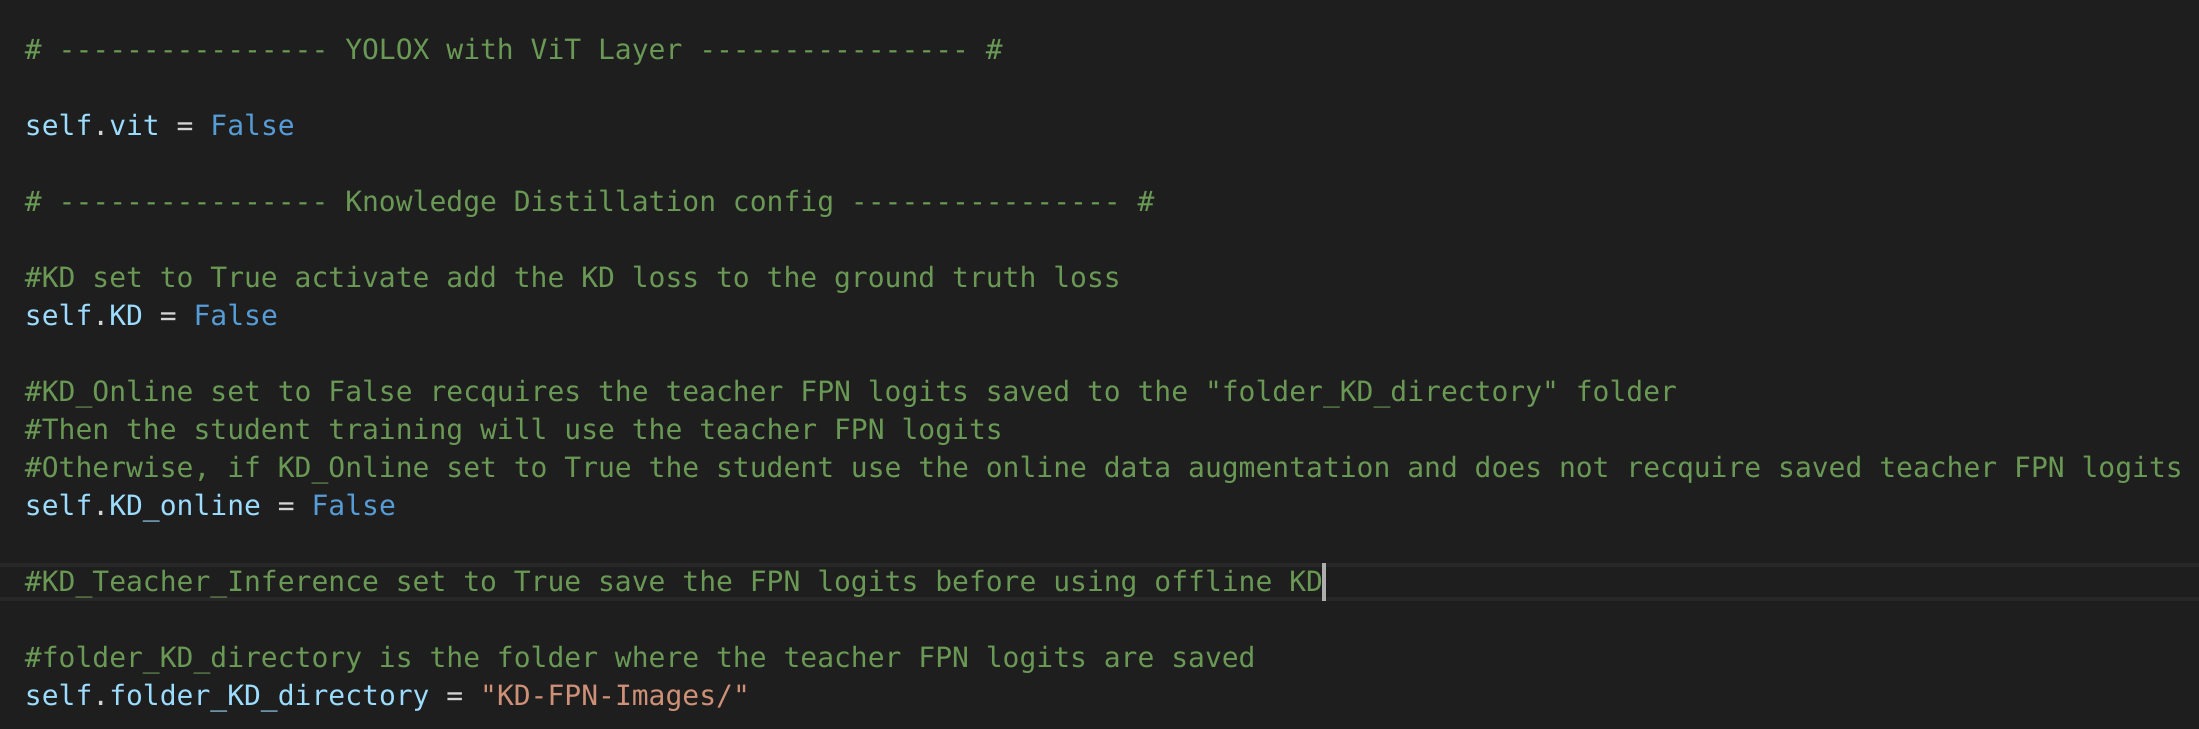 # ---------------- YOLOX with ViT Layer ---------------- #
self.vit = False
# ---------------- Knowledge Distillation config ---------------- #
#KD set to True activate add the KD loss to the ground truth loss
self.KD = False
#KD_Online set to False recquires the teacher FPN logits saved to the "folder_KD_directory" folder
#Then the student training will use the teacher FPN logits
#Otherwise, if KD_Online set to True the student use the online data augmentation and does not recquire saved teacher FPN logits
self.KD_online = False
#KD_Teacher_Inference set to True save the FPN logits before using offline KD
#folder_KD_directory is the folder where the teacher FPN logits are saved
self.folder_KD_directory = "KD-FPN-Images/"